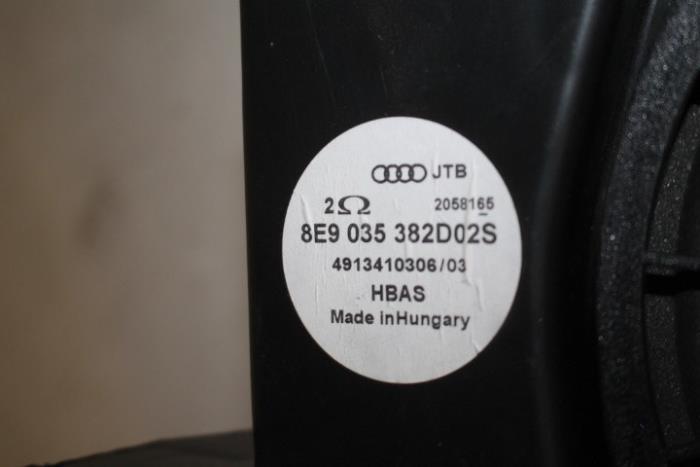 JTB
2Ω 2058165
8E9 035 382D02S
4913410306/03
HBAS
Made inHungary